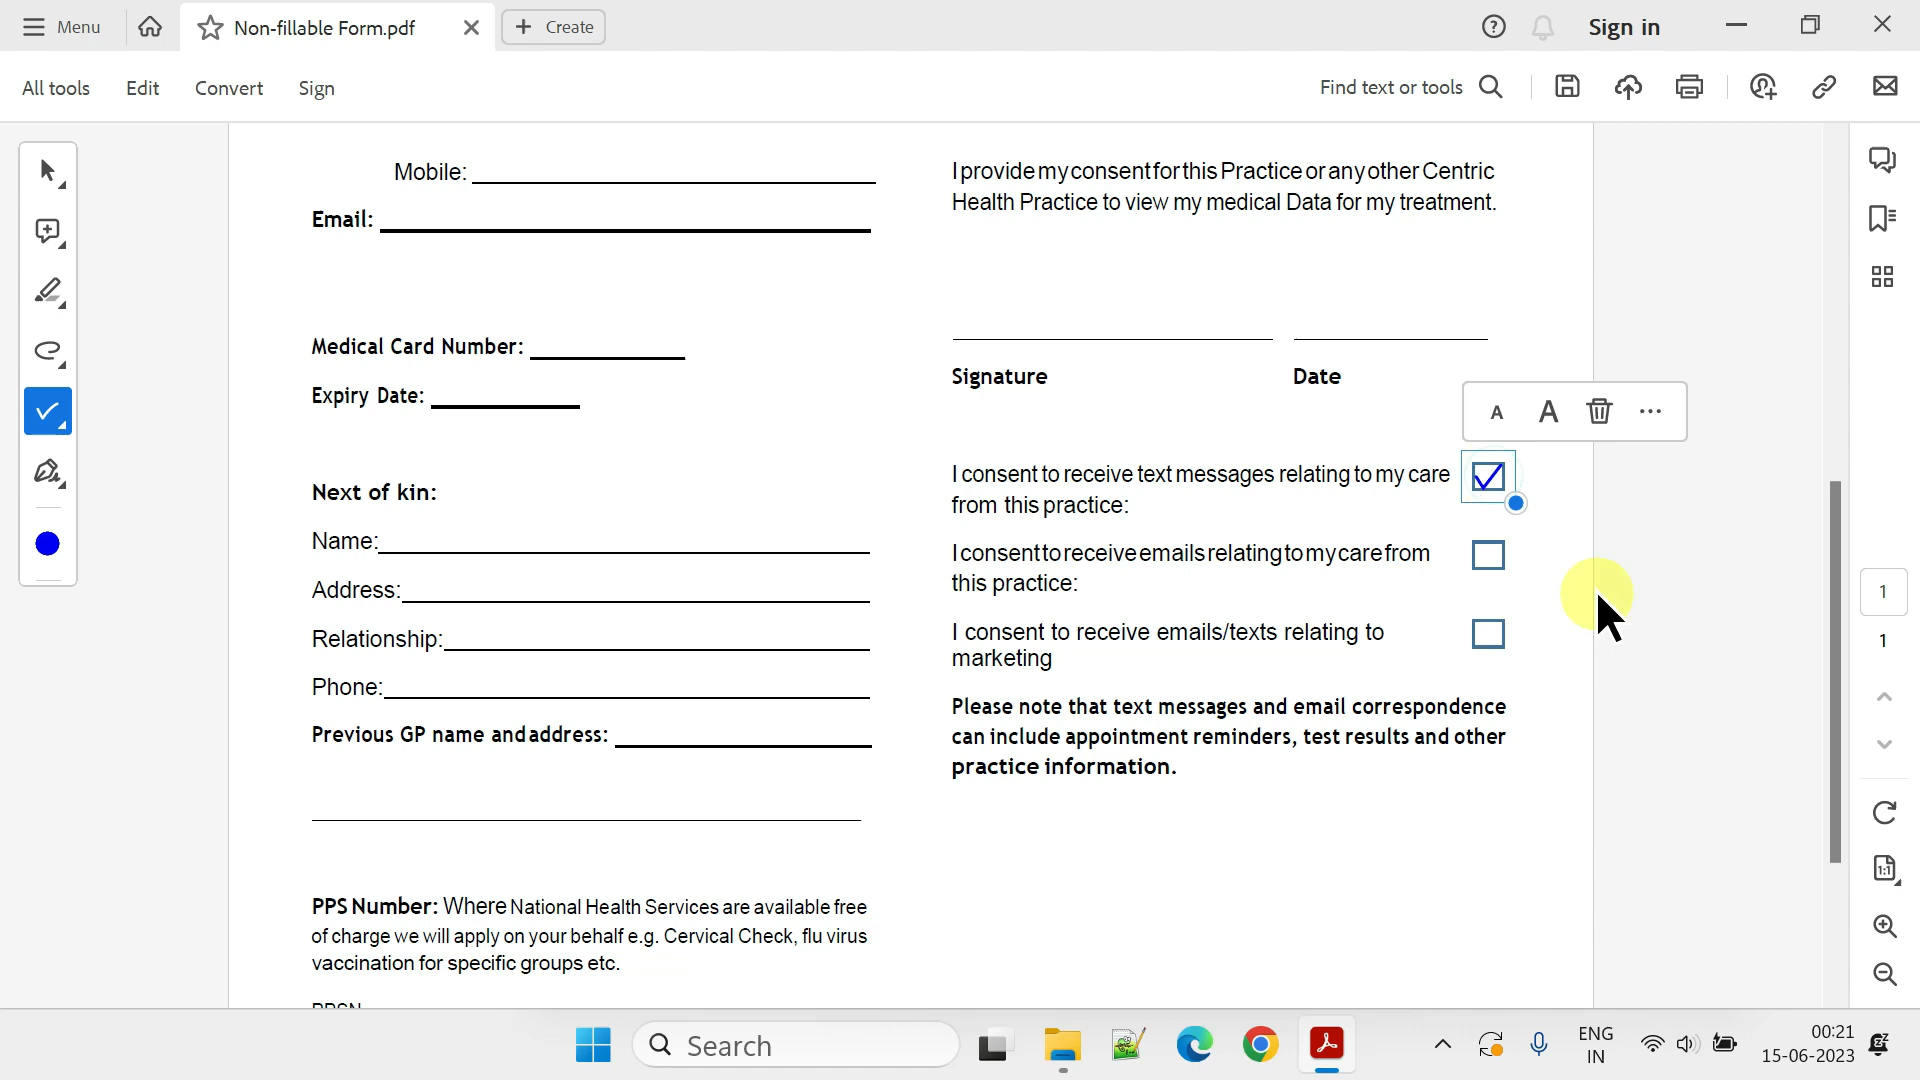 Menu
Non-fillable Form.pdf
Create
Sign in
All tools
Edit
Convert
Sign
Find text or tools
Mobile:
Email:
Medical Card Number:
Expiry Date:
Next of kin:
Name:
Address:
Relationship:
Phone:
Previous GP name and address:
PPS Number: Where National Health Services are available free
of charge we will apply on your behalf e.g. Cervical Check, flu virus
vaccination for specific groups etc.
I provide my consent for this Practice or any other Centric
Health Practice to view my medical Data for my treatment.
Signature
Date
A A
I consent to receive text messages relating to my care
from this practice:
I consent to receive emails relating to my care from
this practice:
I consent to receive emails/texts relating to
marketing
Please note that text messages and email correspondence
can include appointment reminders, test results and other
practice information.
1
1
1:1
Search
ENG
IN
00:21
15-06-2023